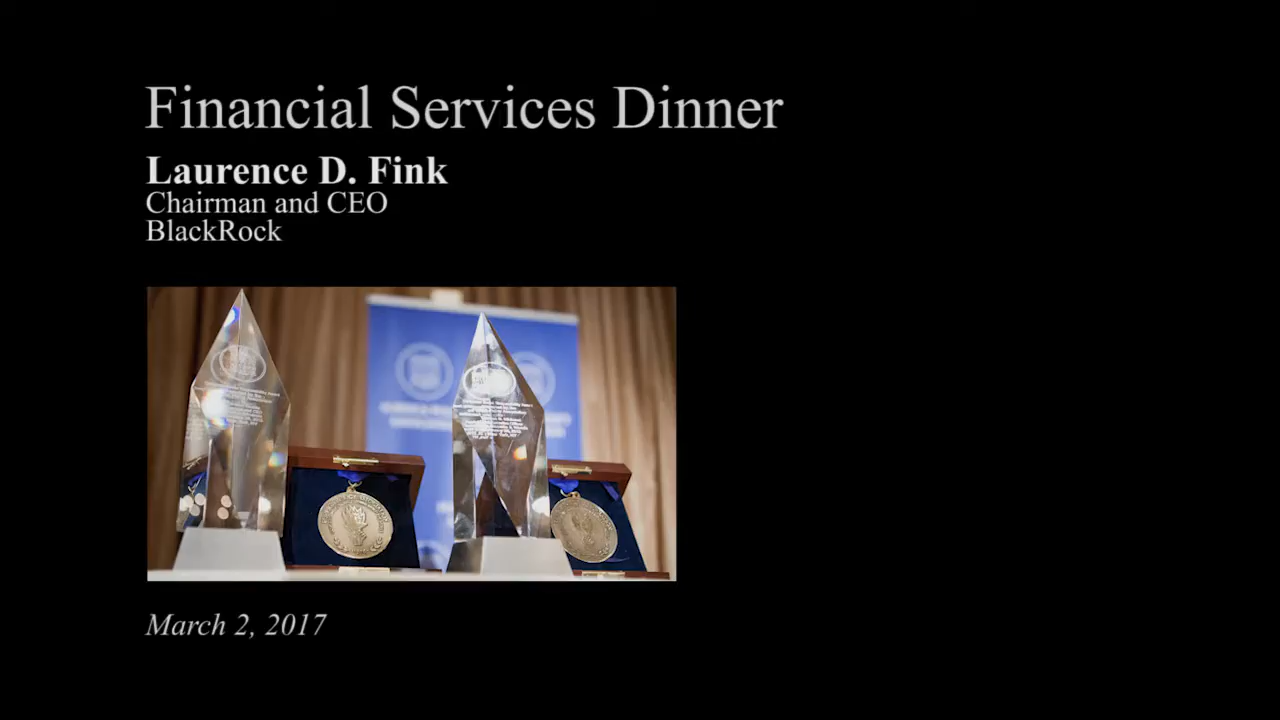 Financial Services Dinner
Laurence D. Fink
Chairman and CEO
BlackRock
March 2, 2017